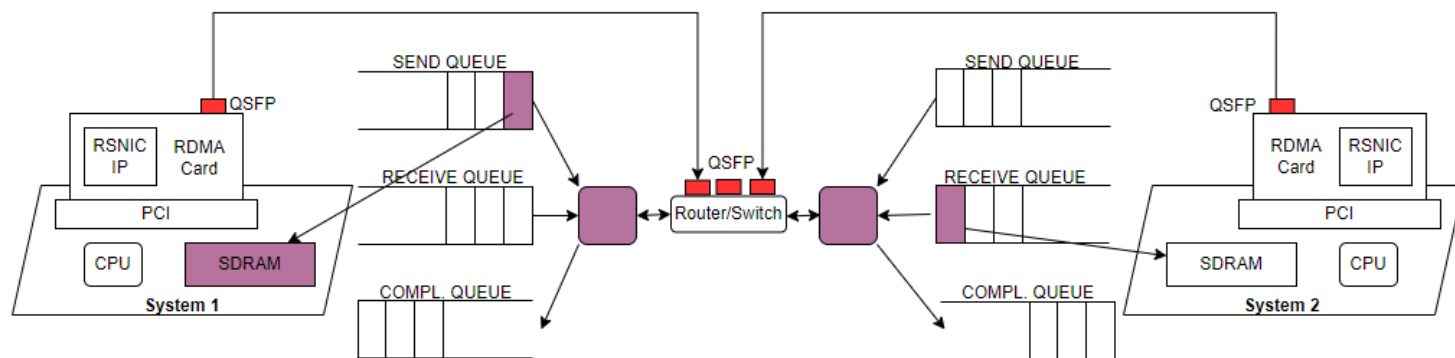 SEND QUEUE
SEND QUEUE
QSFP
QSFP
RSNIC
IP
RDMA
Card
QSFP
RDMA
Card
RSNIC
IP
RECEIVE QUEUE
RECEIVE QUEUE
PCI
Router/Switch
PCI
CPU
SDRAM
SDRAM
CPU
COMPL. QUEUE
COMPL. QUEUE
System 1
System 2